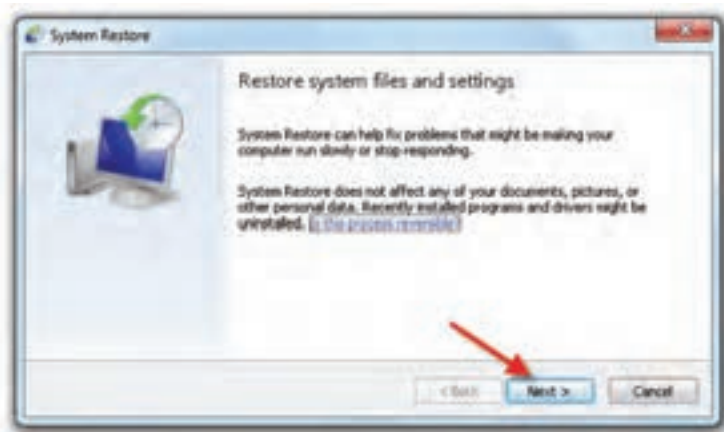 System Restore
Restore system files and settings
System Restore can help fix problems that might be making your
computer run slowly or stop responding.
System Restore does not affect any of your documents, pictures, or
other personal data. Recently installed programs and drivers might be
uninstalled. Is this process reversible?
< Back Next > Cancel